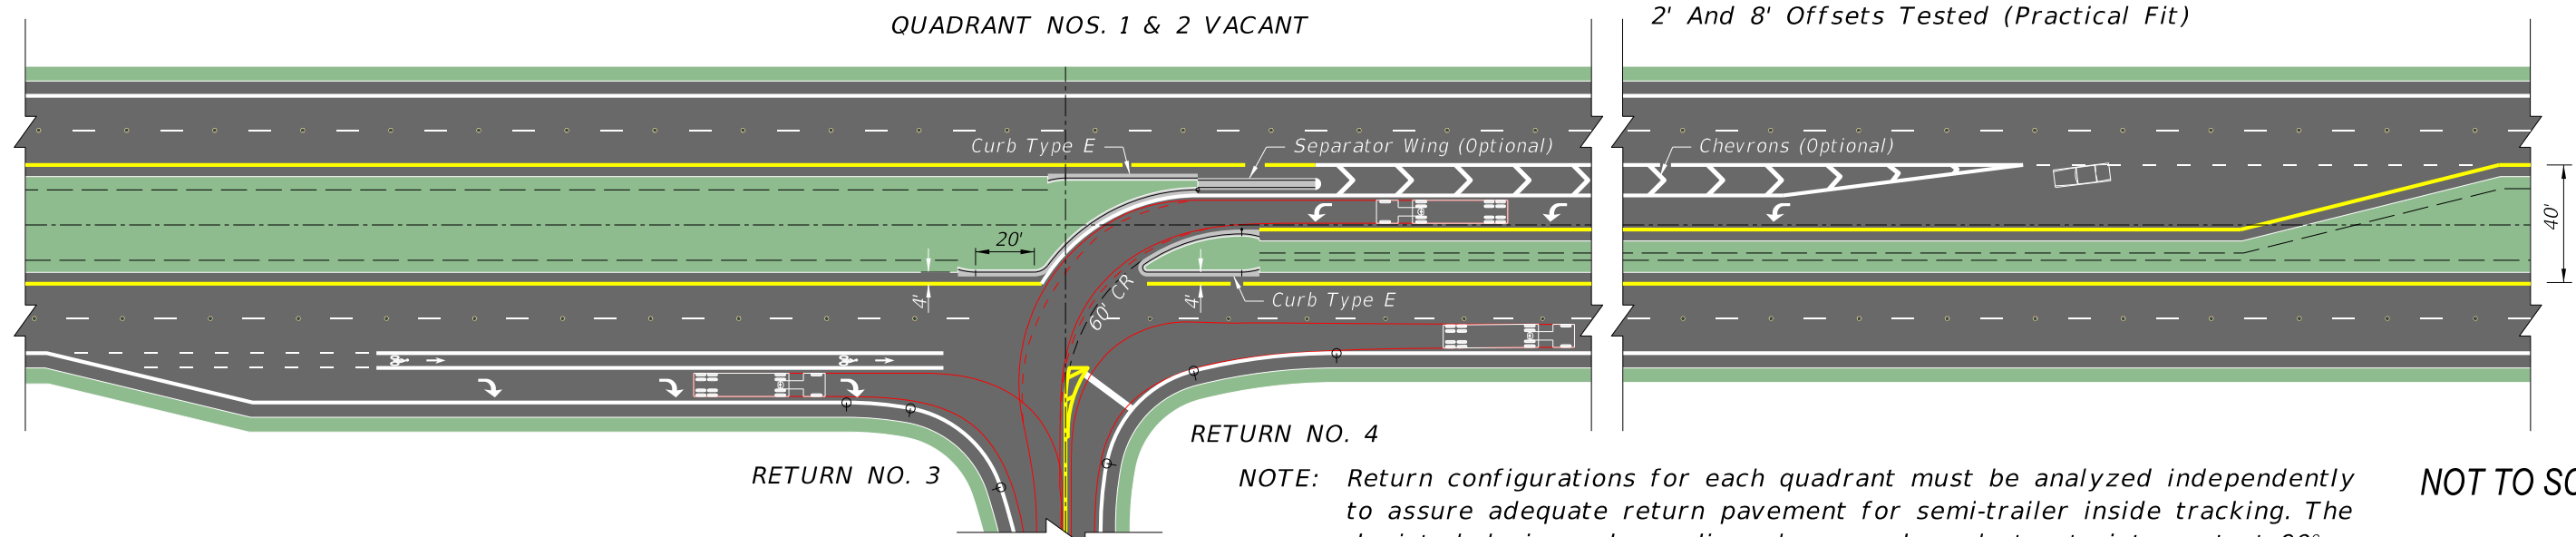 QUADRANT NOS. 1 & 2 VACANT
2' And 8' Offsets Tested (Practical Fit)
Curb Type E
Separator Wing (Optional)
Chevrons (Optional)
40'
20'
4'
60' CR
4'
Curb Type E
RETURN NO. 4
RETURN NO. 3
NOTE: Return configurations for each quadrant must be analyzed independently
to assure adequate return pavement for semi-trailer inside tracking. The
NOT TO SC